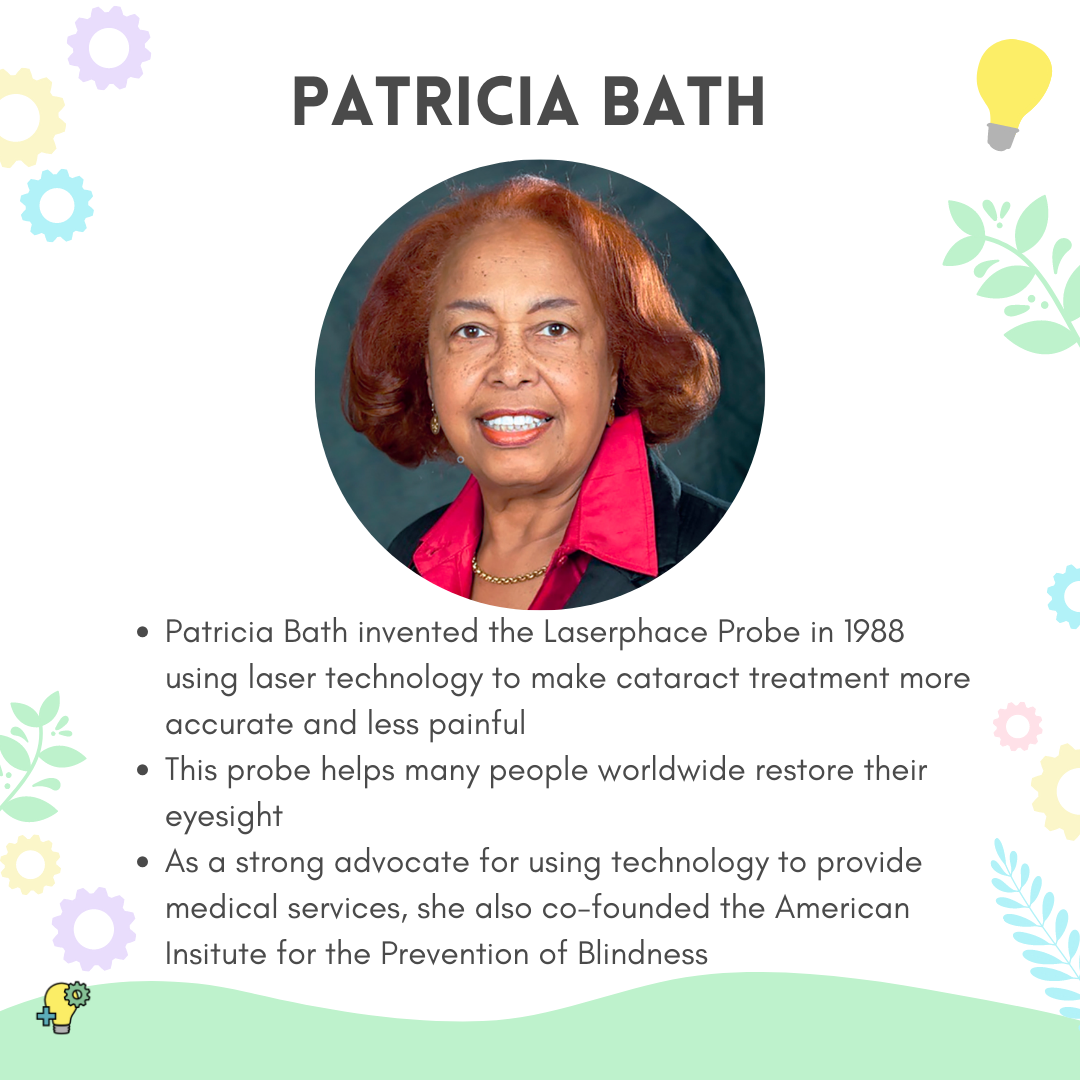 PATRICIA BATH
• Patricia Bath invented the Laserphace Probe in 1988
using laser technology to make cataract treatment more
accurate and less painful
• This probe helps many people worldwide restore their
eyesight
• As a strong advocate for using technology to provide
medical services, she also co-founded the American
Insitute for the Prevention of Blindness